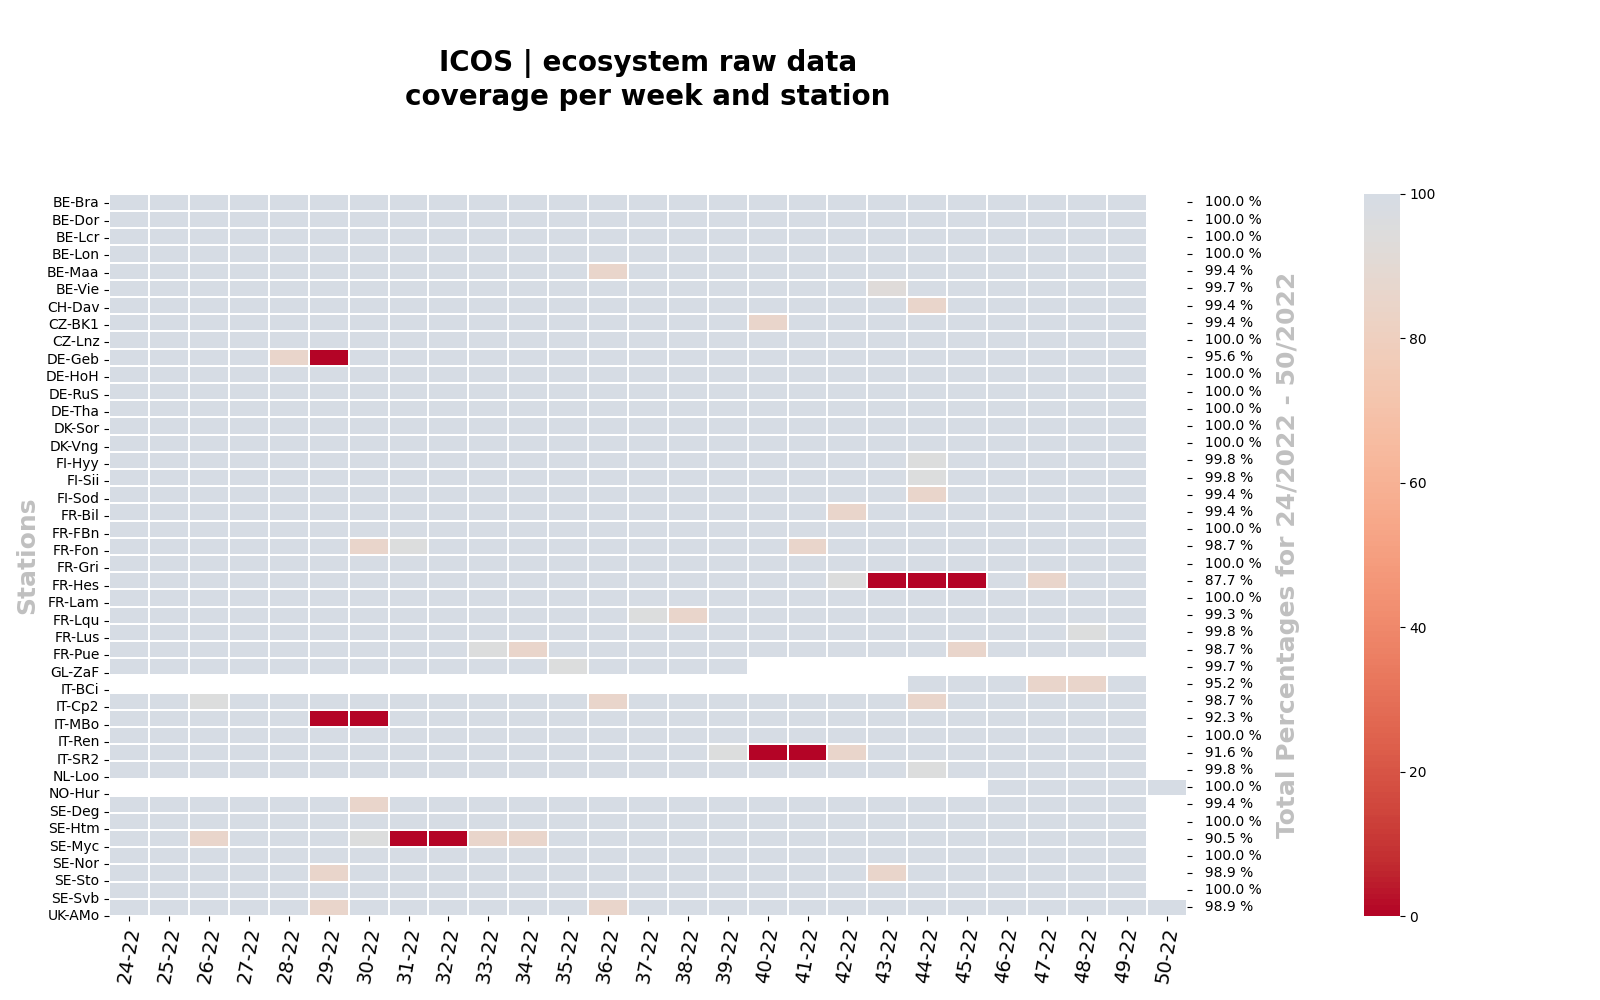 ICOS | ecosystem raw data
coverage per week and station
Stations
BE-Bra
BE-Dor
BE-Lcr
BE-Lon
BE-Maa
BE-Vie
CH-Dav
CZ-BK1
CZ-Lnz
DE-Geb
DE-HoH
DE-RuS
DE-Tha
DK-Sor
DK-Vng
FI-Hyy
FI-Sii
FI-Sod
FR-Bil
FR-FBn
FR-Fon
FR-Gri
FR-Hes
FR-Lam
FR-Lqu
FR-Lus
FR-Pue
GL-ZaF
IT-BCi
IT-Cp2
IT-MBo
IT-Ren
IT-SR2
NL-Loo
NO-Hur
SE-Deg
SE-Htm
SE-Myc
SE-Nor
SE-Sto
SE-Svb
UK-AMo
24-22
25-22
26-22
27-22
28-22
29-22
30-22
31-22
32-22
33-22
34-22
35-22
36-22
37-22
38-22
39-22
40-22
41-22
42-22
43-22
44-22
45-22
46-22
47-22
48-22
49-22
50-22
100.0 %
100.0 %
100.0 %
100.0 %
99.4 %
99.7 %
99.4 %
99.4 %
100.0 %
95.6 %
100.0 %
100.0 %
100.0 %
100.0 %
100.0 %
99.8 %
99.8 %
99.4 %
99.4 %
100.0 %
98.7 %
100.0 %
87.7 %
100.0 %
99.3 %
99.8 %
98.7 %
99.7 %
95.2 %
98.7 %
92.3 %
100.0 %
91.6 %
99.8 %
100.0 %
99.4 %
100.0 %
90.5 %
100.0 %
98.9 %
100.0 %
98.9 %
Total Percentages for 24/2022 - 50/2022
100
80
60
40
20
0